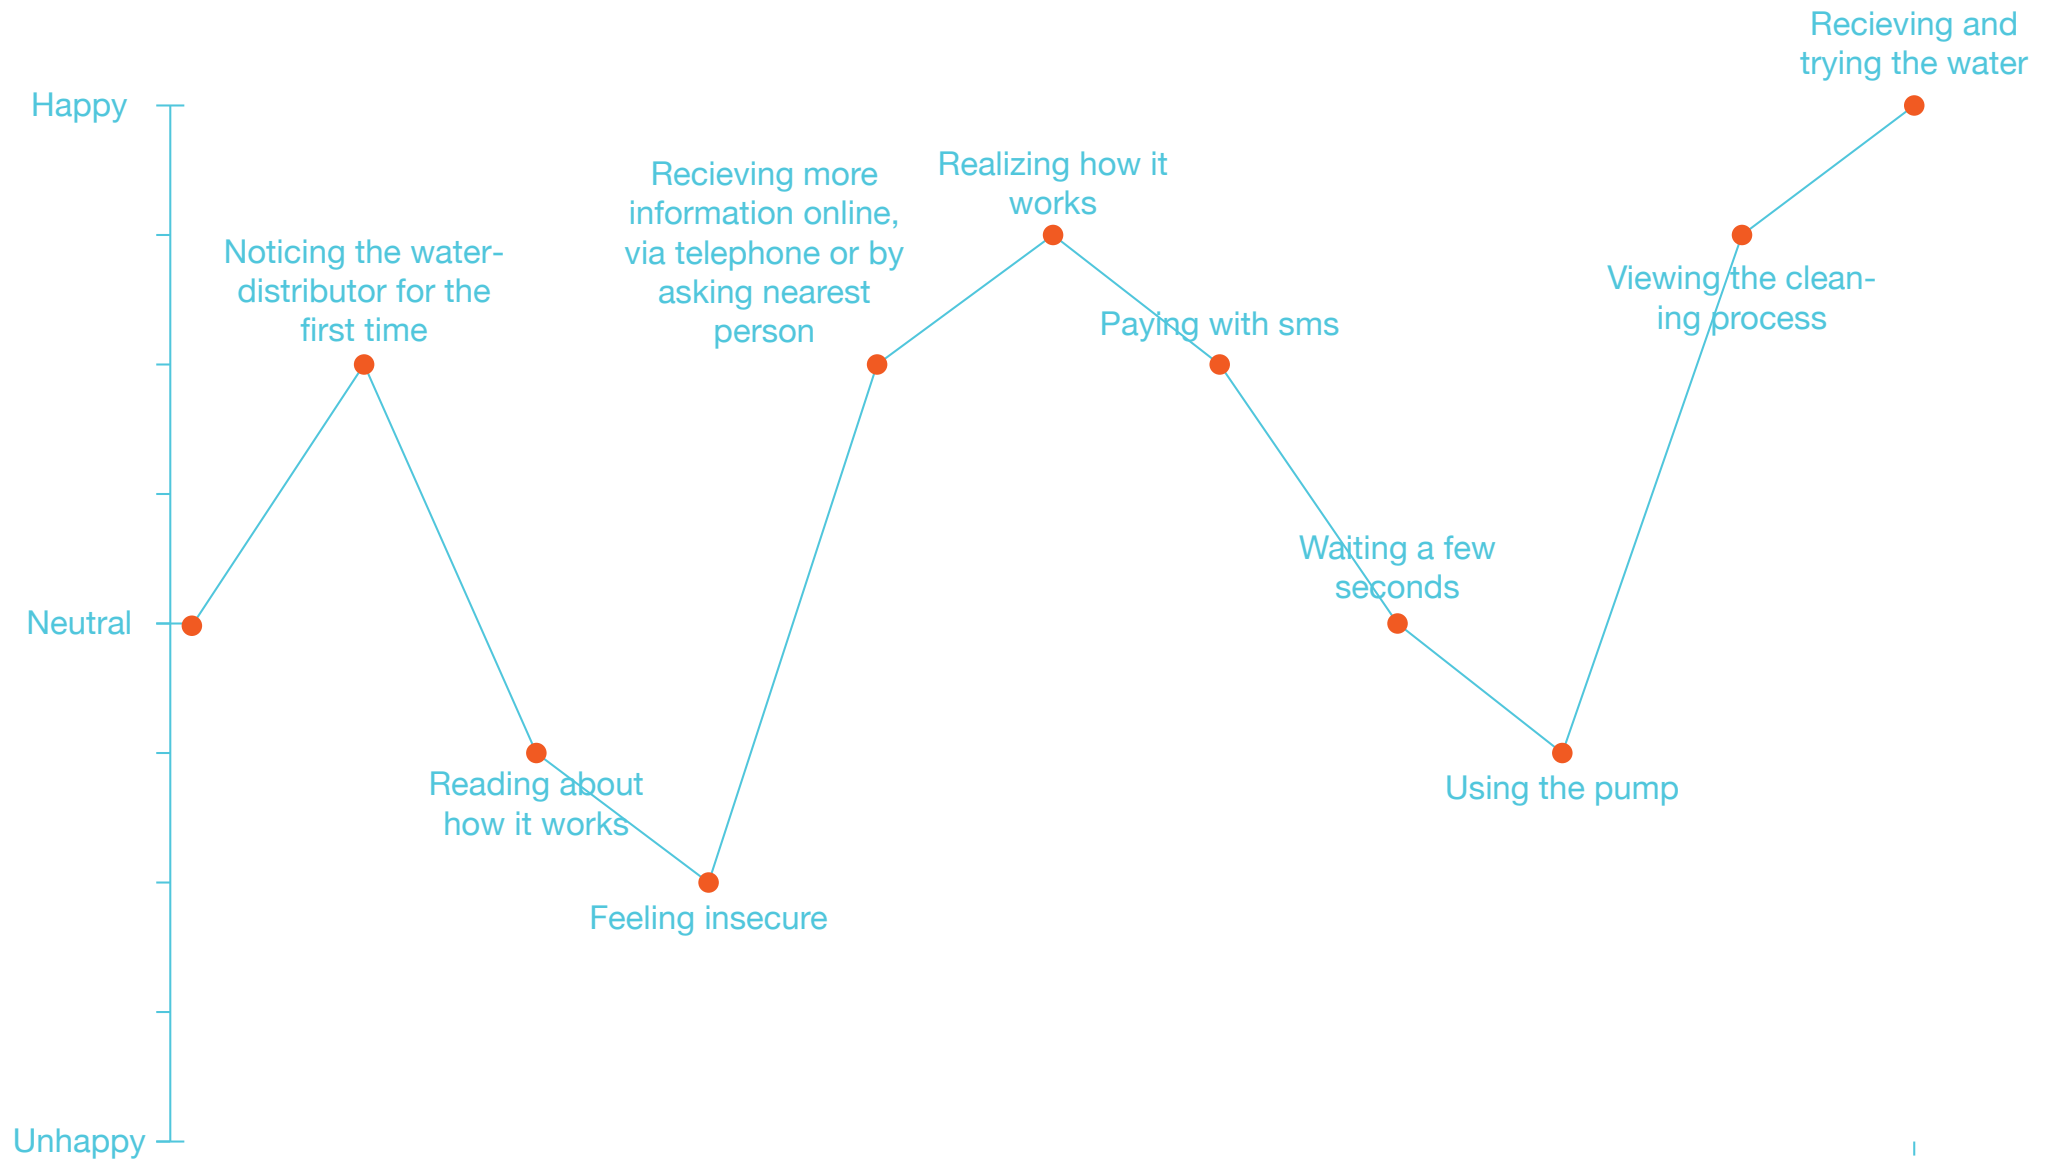 Recieving and
trying the water
Happy
Realizing how it
works
Recieving more
information online,
via telephone or by
asking nearest
person
Noticing the water-
distributor for the
first time
Viewing the clean-
ing process
Paying with sms
Waiting a few
seconds
Neutral
Reading about
how it works
Using the pump
Feeling insecure
Unhappy